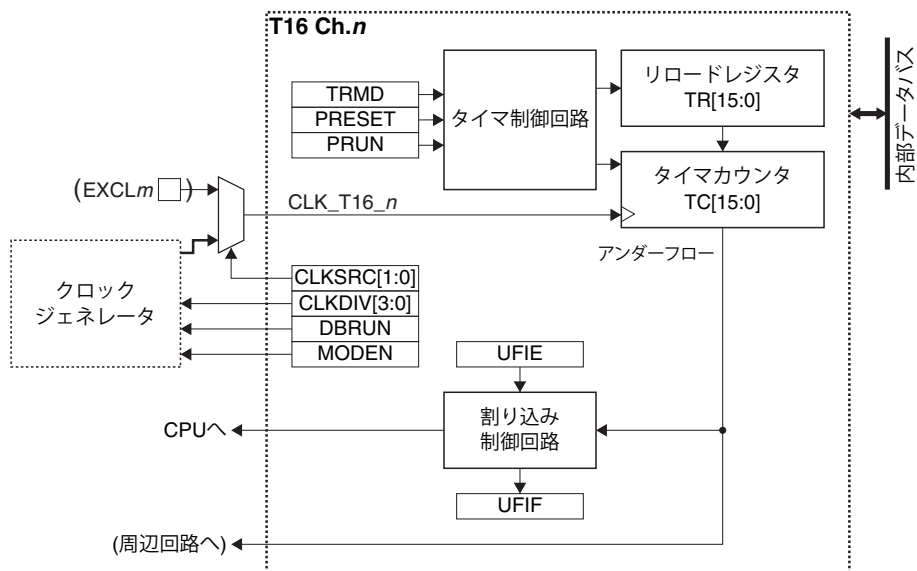 T16 Ch.n
リロードレジスタ
TR[15:0]
内部データバス
TRMD
PRESET
PRUN
タイマ制御回路
タイマカウンタ
TC[15:0]
(EXCLm )
CLK_T16_n
アンダーフロー
クロック
ジェネレータ
CLKSRC[1:0]
CLKDIV[3:0]
DBRUN
MODEN
UFIE
割り込み
制御回路
CPUへ
UFIF
(周辺回路へ)